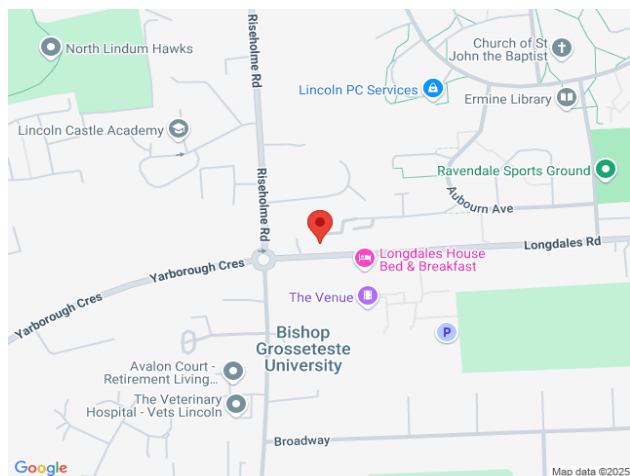 North Lindum Hawks
Riseholme Rd
Church of St
John the Baptist
Lincoln PC Services
Ermine Library
Lincoln Castle Academy
Ravendale Sports Ground
Riseholme Rd
Aubourn Ave
Longdales Rd
Longdales House
Bed & Breakfast
Yarborough Cres
Yarborough Cres
The Venue
P
Bishop
Grosseteste
University
Avalon Court -
Retirement Living...
The Veterinary
Hospital - Vets Lincoln
Broadway
Google
Map data ©2025